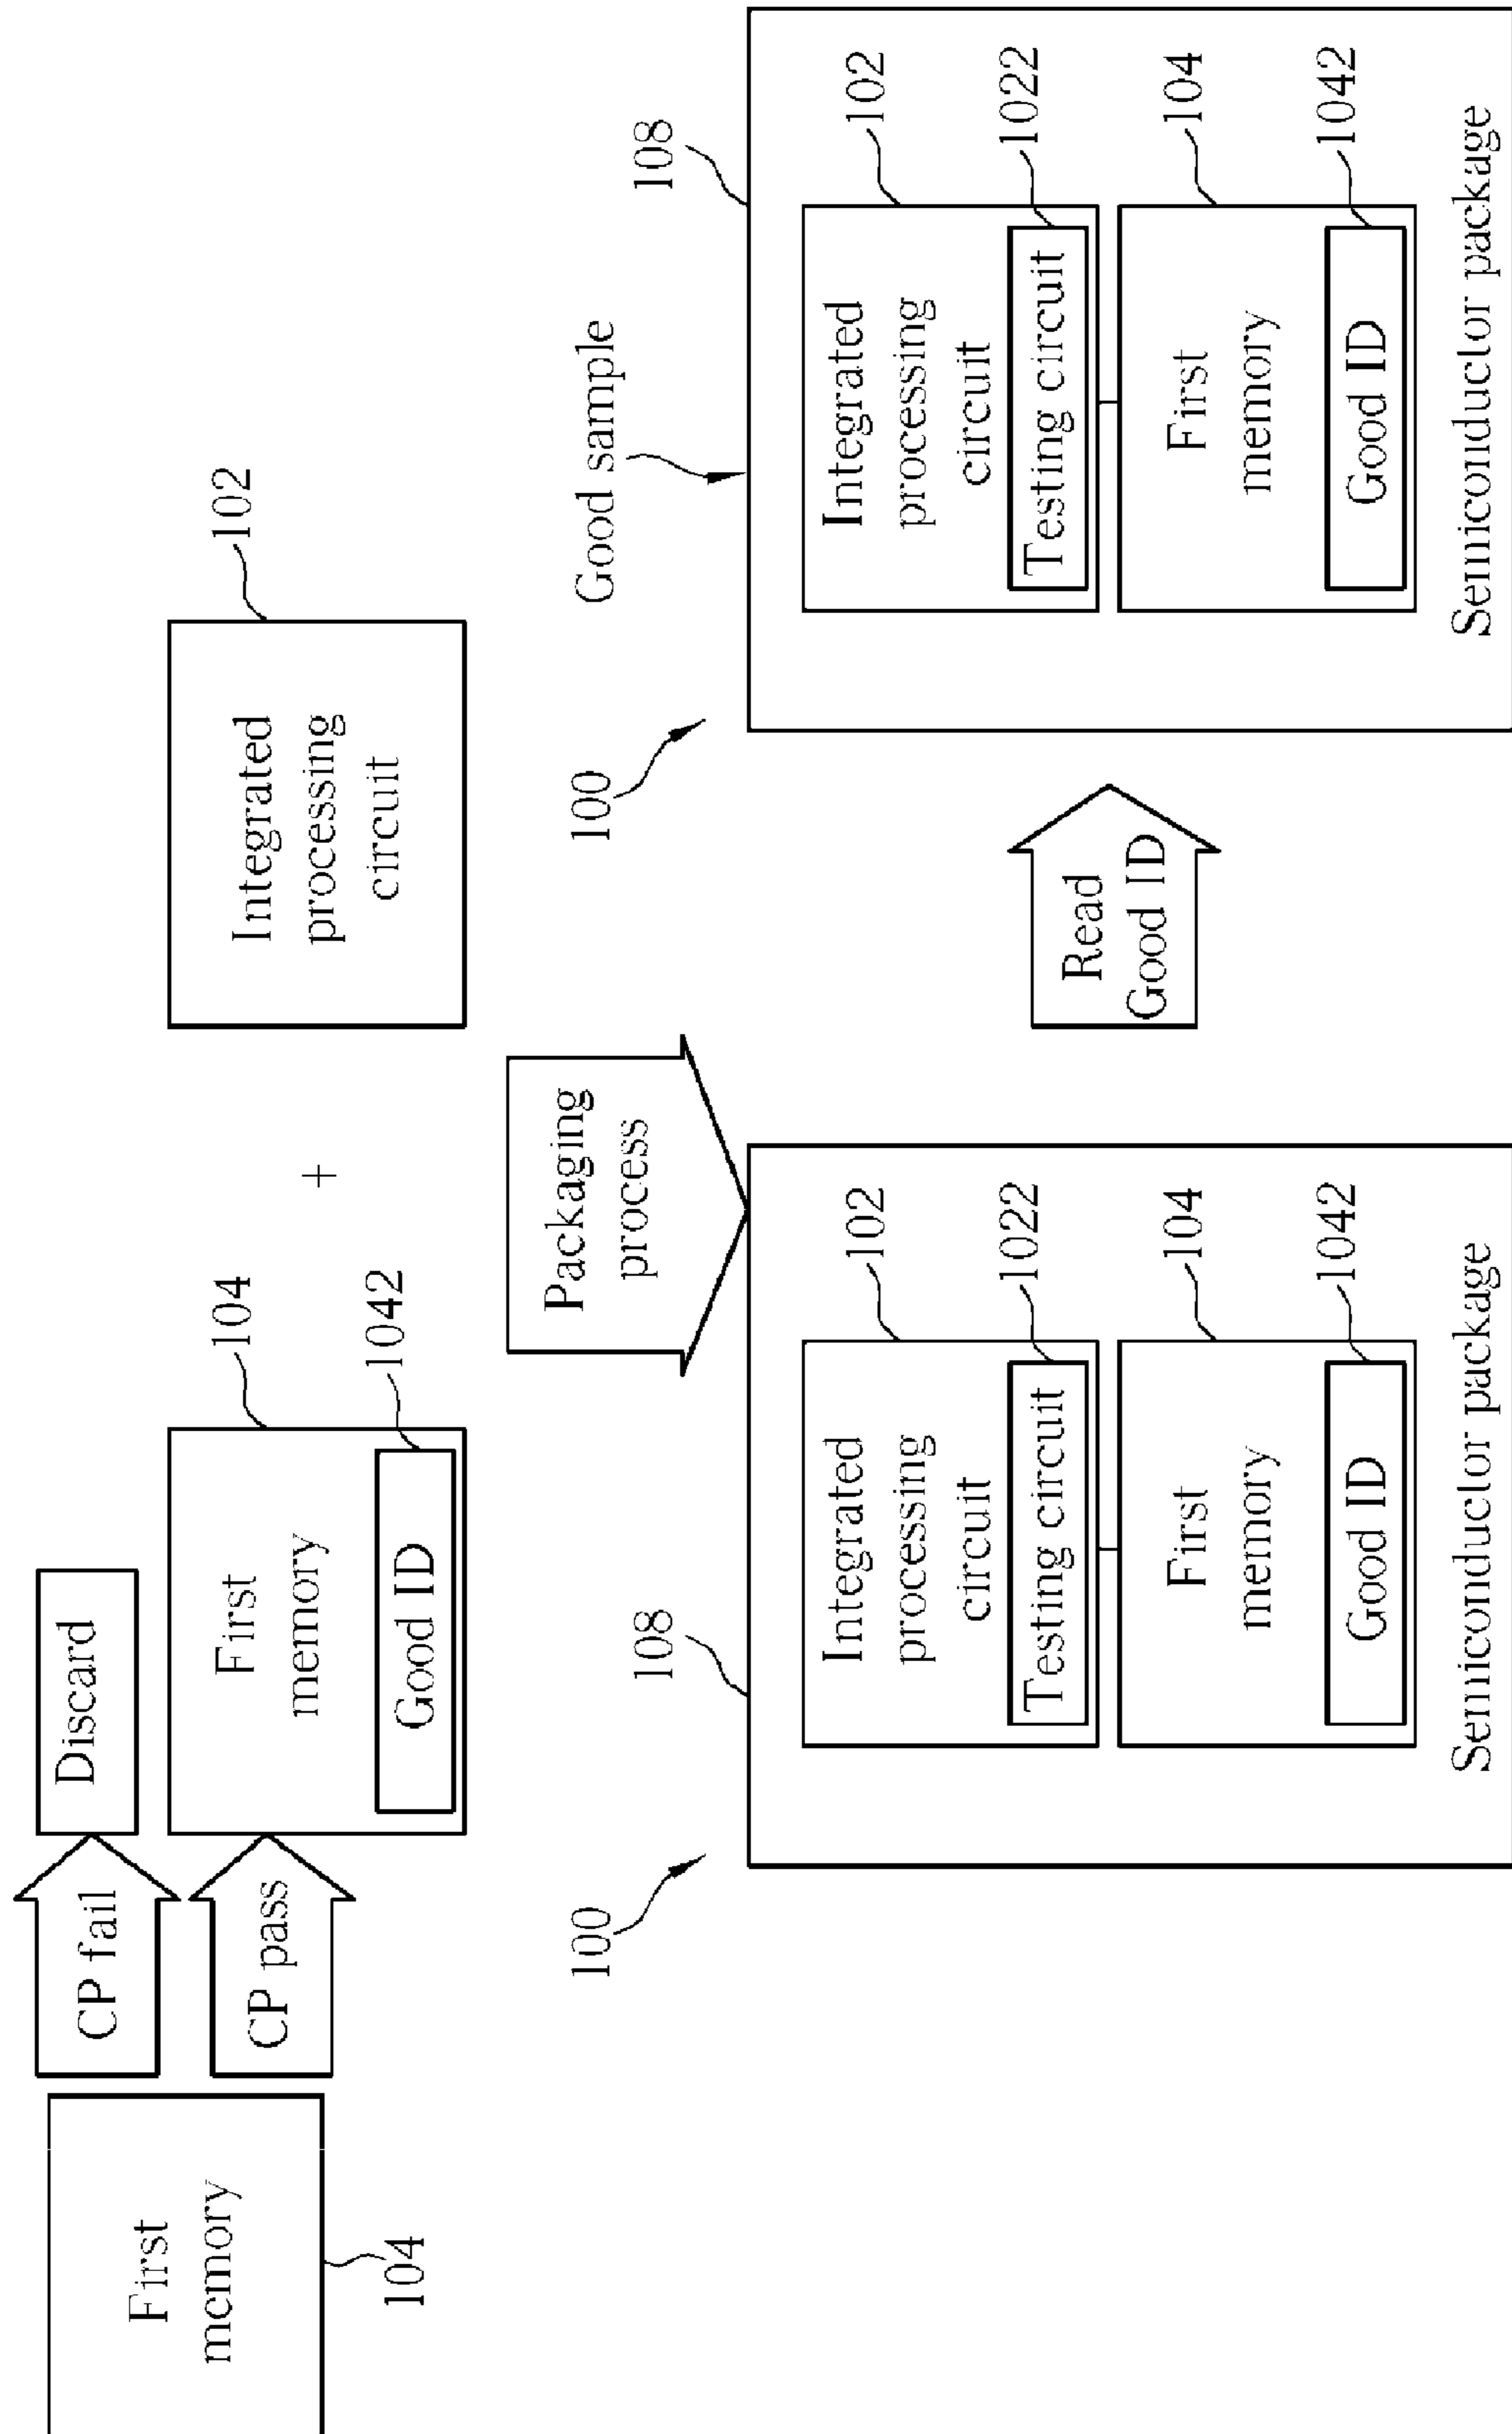 First
memory
104
CP fail
CP pass
Discard
First
memory
Good ID
104
1042
+
Integrated
processing
circuit
102
Packaging
process
100
108
Integrated
processing
circuit
Testing circuit
First
memory
Good ID
Semiconductor package
102
1022
104
1042
Read
Good ID
100
Good sample
108
Integrated
processing
circuit
Testing circuit
First
memory
Good ID
Semiconductor package
102
1022
104
1042